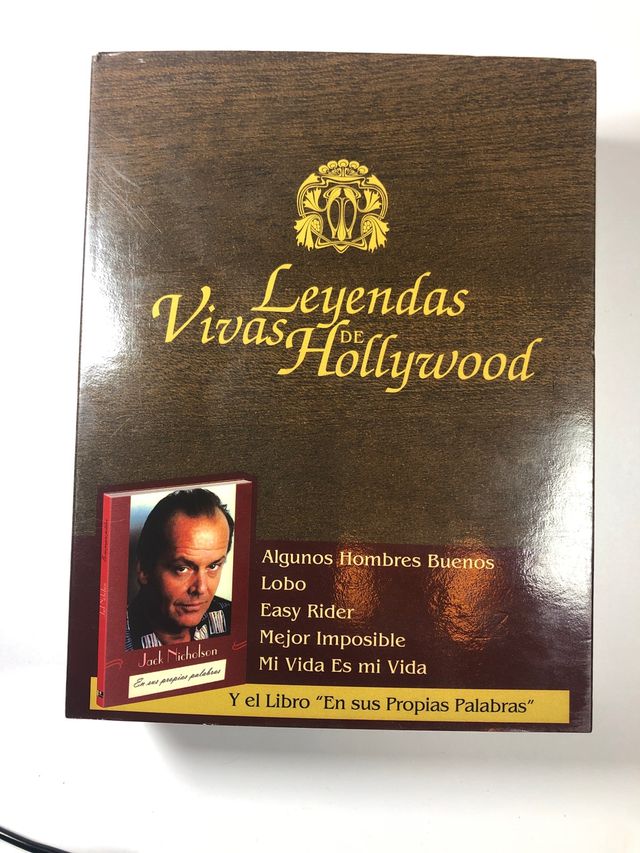 Leyendas
Vivas DE
Hollywood
Algunos Hombres Buenos
Lobo
Easy Rider
Mejor Imposible
Mi Vida Es mi Vida
Jack Nicholson
En sus propias palabras
Y el Libro "En sus Propias Palabras"